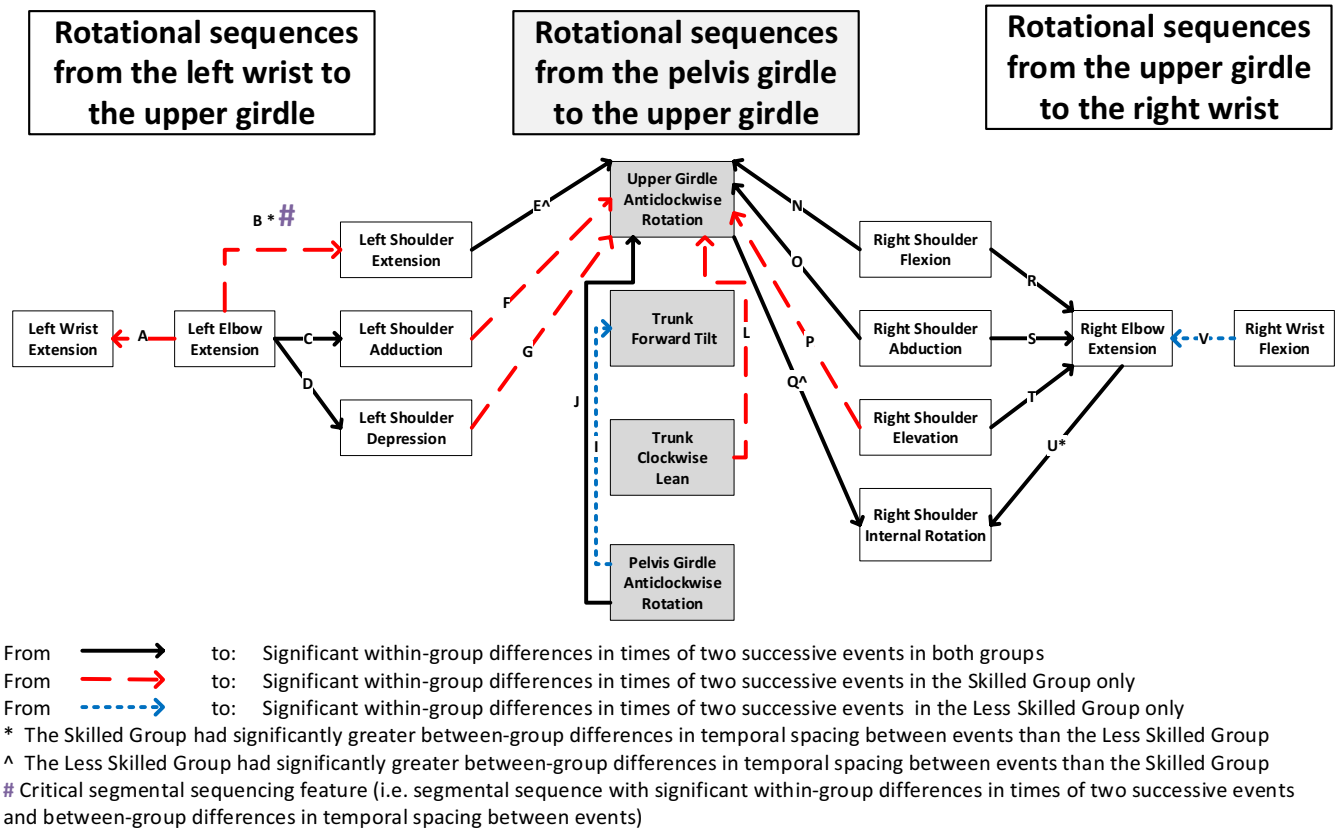 Rotational sequences
from the left wrist to
the upper girdle
Rotational sequences
from the pelvis girdle
to the upper girdle
Rotational sequences
from the upper girdle
to the right wrist
B * #
Left Shoulder
Extension
E^
Upper Girdle
Anticlockwise
Rotation
N
Right Shoulder
Flexion
Left Wrist
Extension
A
Left Elbow
Extension
C
Left Shoulder
Adduction
F
D
Left Shoulder
Depression
G
Trunk
Forward Tilt
Trunk
Clockwise
Lean
Pelvis Girdle
Anticlockwise
Rotation
J
I
L
O
P
Q^
Right Shoulder
Abduction
Right Shoulder
Elevation
Right Shoulder
Internal Rotation
R
S
T
U*
Right Elbow
Extension
V
Right Wrist
Flexion
From to: Significant within-group differences in times of two successive events in both groups
From to: Significant within-group differences in times of two successive events in the Skilled Group only
From to: Significant within-group differences in times of two successive events in the Less Skilled Group only
* The Skilled Group had significantly greater between-group differences in temporal spacing between events than the Less Skilled Group
^ The Less Skilled Group had significantly greater between-group differences in temporal spacing between events than the Skilled Group
# Critical segmental sequencing feature (i.e. segmental sequence with significant within-group differences in times of two successive events
and between-group differences in temporal spacing between events)